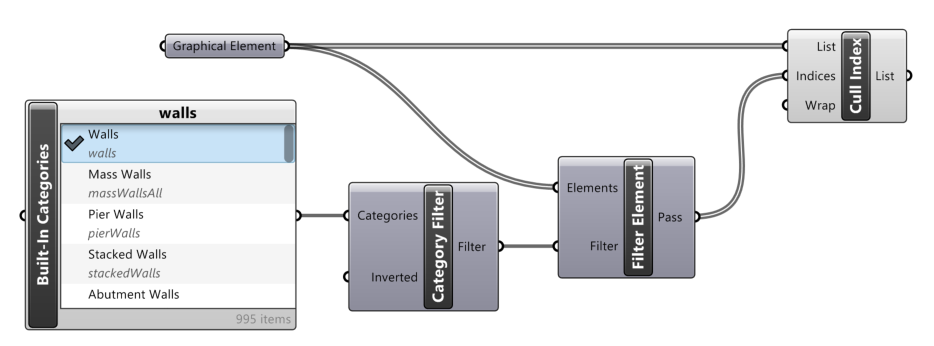 Graphical Element
List
Indices
Wrap
Cull Index
List
Built-In Categories
walls
Walls
walls
Mass Walls
massWallsAll
Pier Walls
pierWalls
Stacked Walls
stackedWalls
Abutment Walls
995 items
Categories
Inverted
Category Filter
Filter
Elements
Filter
Filter Element
Pass